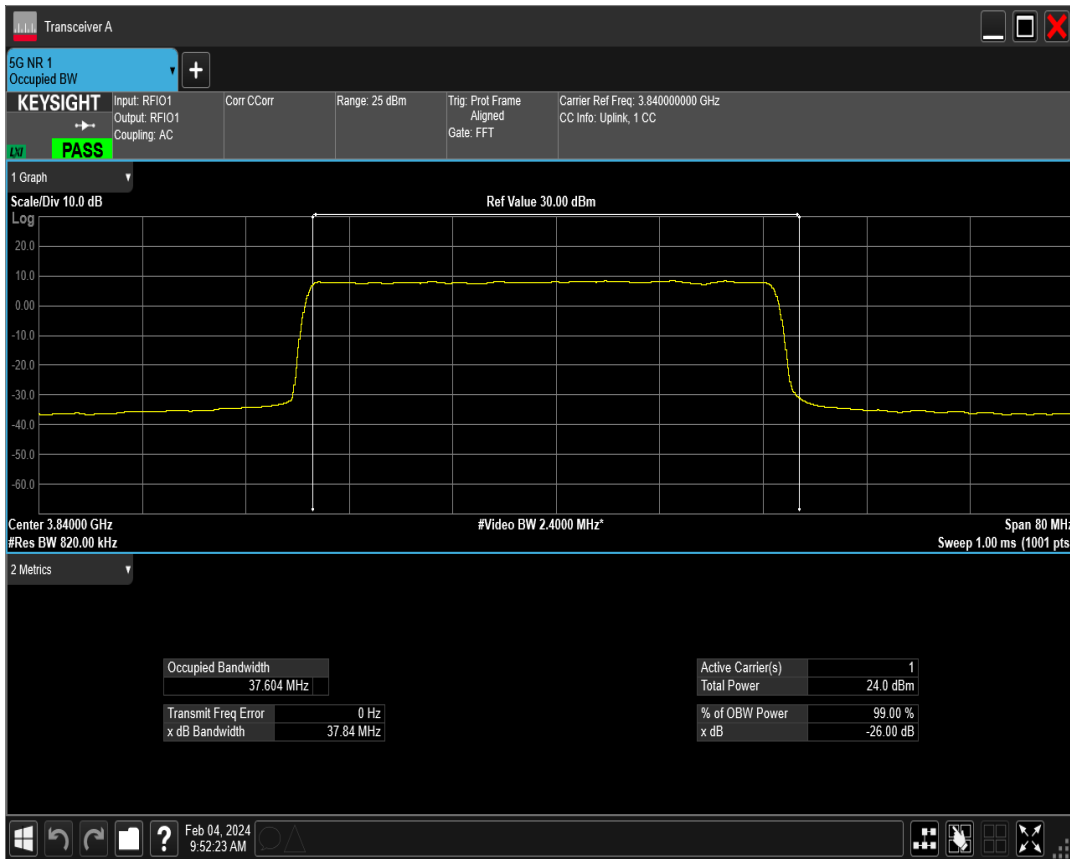 Transceiver A
5G NR 1
Occupied BW
KEYSIGHT
LXI
PASS
Input: RFIO1
Output: RFIO1
Coupling: AC
Corr CCorr
Range: 25 dBm
Trig: Prot Frame
Aligned
Gate: FFT
Carrier Ref Freq: 3.840000000 GHz
CC Info: Uplink, 1 CC
1 Graph
Scale/Div 10.0 dB
Ref Value 30.00 dBm
Log
20.0
10.0
0.00
-10.0
-20.0
-30.0
-40.0
-50.0
-60.0
Center 3.84000 GHz
#Video BW 2.4000 MHz*
Span 80 MHz
#Res BW 820.00 kHz
Sweep 1.00 ms (1001 pts
2 Metrics
Occupied Bandwidth
37.604 MHz
Transmit Freq Error 0 Hz
x dB Bandwidth 37.84 MHz
Active Carrier(s) 1
Total Power 24.0 dBm
% of OBW Power 99.00 %
x dB -26.00 dB
?
Feb 04, 2024
9:52:23 AM